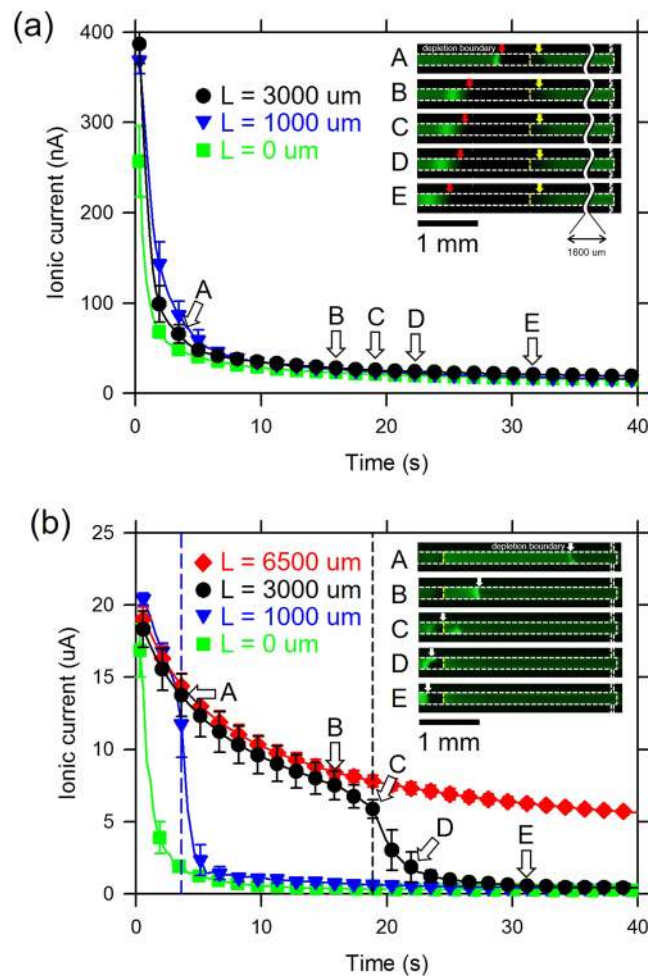 (a)
400
300
200
100
0
Ionic current (nA)
L = 3000 um
L = 1000 um
L = 0 um
A
B
C
D
E
depletion boundary
A
B
C
D
E
1 mm
1600 um
0
10
20
30
40
Time (s)
(b)
25
20
15
10
5
0
Ionic current (uA)
L = 6500 um
L = 3000 um
L = 1000 um
L = 0 um
A
B
C
D
E
depletion boundary
A
B
C
D
E
1 mm
0
10
20
30
40
Time (s)